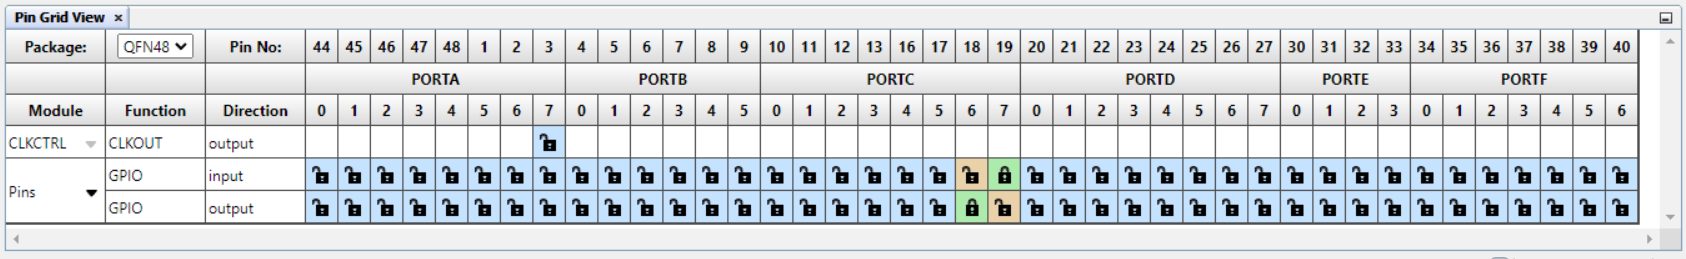 Pin Grid View ×
Package: QFN48 Pin No: 44 45 46 47 48 1 2 3 4 5 6 7 8 9 10 11 12 13 16 17 18 19 20 21 22 23 24 25 26 27 30 31 32 33 34 35 36 37 38 39 40
PORTA PORTB PORTC PORTD PORTE PORTF
Module Function Direction 0 1 2 3 4 5 6 7 0 1 2 3 4 5 0 1 2 3 4 5 6 7 0 1 2 3 4 5 6 7 0 1 2 3 0 1 2 3 4 5 6
CLKCTRL CLKOUT output
Pins GPIO input
GPIO output